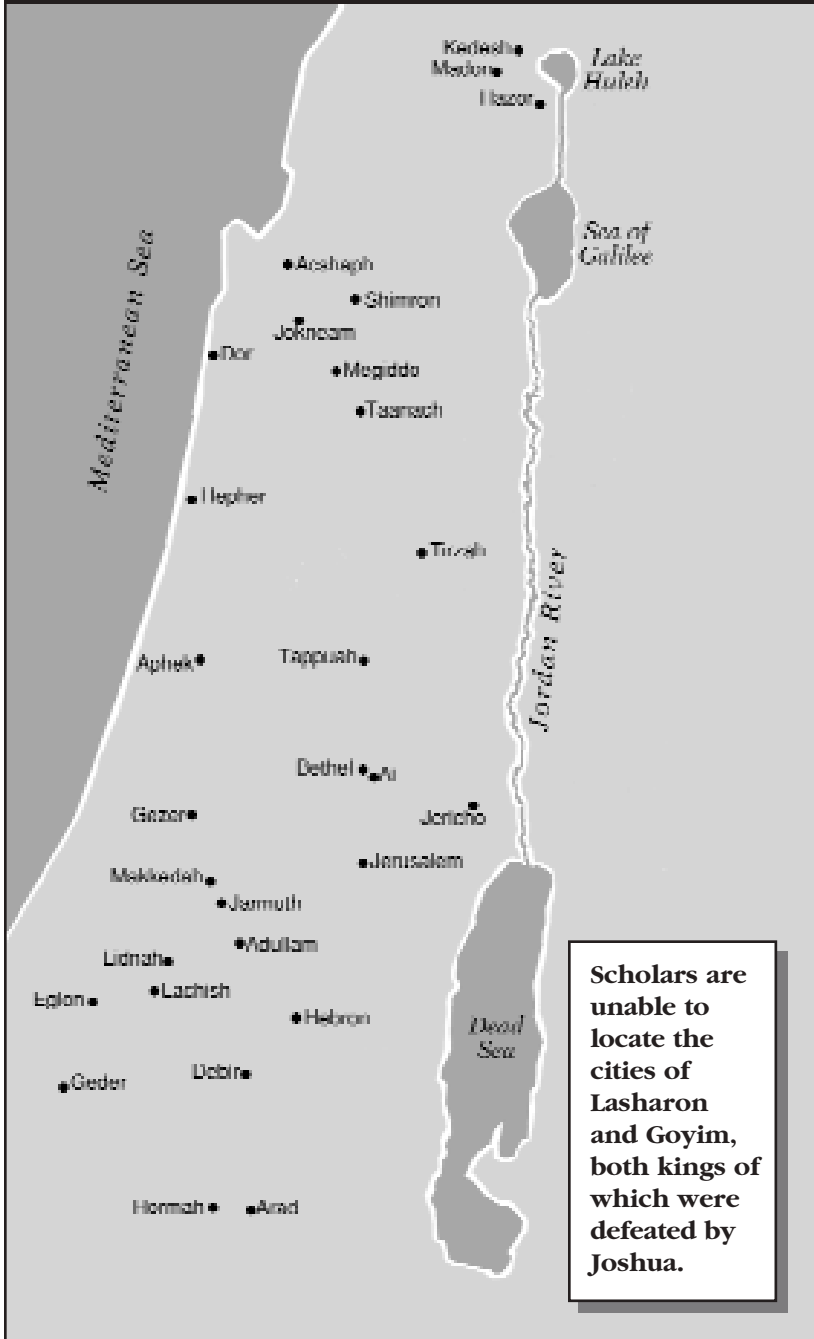 Kedesh
Madon
Hazor
Lake
Huleh
Sea of
Galilee
Mediterranean Sea
Acshaph
Shimron
Jokneam
Dor
Megiddo
Taanach
Hepher
Tirzah
Jordan River
Aphek
Tappuah
Bethel
Ai
Gezer
Jericho
Jerusalem
Makkedah
Jarmuth
Adullam
Lidnah
Lachish
Eglon
Hebron
Dead
Sea
Debir
Geder
Hormah
Arad
Scholars are
unable to
locate the
cities of
Lasharon
and Goyim,
both kings of
which were
defeated by
Joshua.